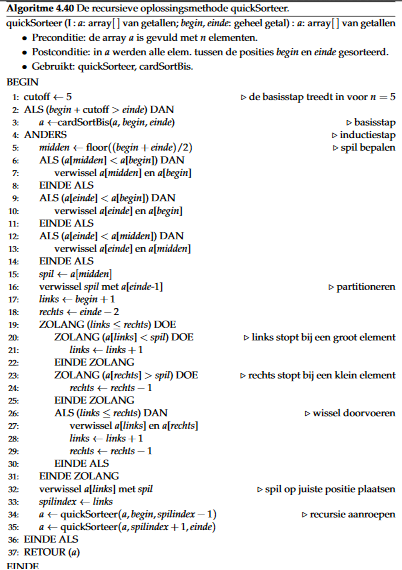 Algoritme 4.40 De recursieve oplossingsmethode quickSorteer.
quickSorteer (I : a: array[] van getallen; begin, einde: geheel getal) : a: array[] van getallen
• Preconditie: de array a is gevuld met n elementen.
• Postconditie: in a werden alle elem. tussen de posities begin en einde gesorteerd.
• Gebruikt: quickSorteer, cardSortBis.
BEGIN
1: cutoff ← 5 ▷ de basisstap treedt in voor n = 5
2: ALS (begin + cutoff > einde) DAN
3: a ←cardSortBis(a, begin, einde) ▷ basisstap
4: ANDERS ▷ inductiestap
5: midden ← floor((begin + einde)/2) ▷ spil bepalen
6: ALS (a[midden] < a[begin]) DAN
7: verwissel a[midden] en a[begin]
8: EINDE ALS
9: ALS (a[einde] < a[begin]) DAN
10: verwissel a[einde] en a[begin]
11: EINDE ALS
12: ALS (a[einde] < a[midden]) DAN
13: verwissel a[einde] en a[midden]
14: EINDE ALS
15: spil ← a[midden]
16: verwissel spil met a[einde-1] ▷ partitioneren
17: links ← begin + 1
18: rechts ← einde − 2
19: ZOLANG (links ≤ rechts) DOE
20: ZOLANG (a[links] < spil) DOE ▷ links stopt bij een groot element
21: links ← links + 1
22: EINDE ZOLANG
23: ZOLANG (a[rechts] > spil) DOE ▷ rechts stopt bij een klein element
24: rechts ← rechts − 1
25: EINDE ZOLANG
26: ALS (links ≤ rechts) DAN ▷ wissel doorvoeren
27: verwissel a[links] en a[rechts]
28: links ← links + 1
29: rechts ← rechts − 1
30: EINDE ALS
31: EINDE ZOLANG
32: verwissel a[links] met spil ▷ spil op juiste positie plaatsen
33: spilindex ← links
34: a ← quickSorteer(a, begin, spilindex − 1) ▷ recursie aanroepen
35: a ← quickSorteer(a, spilindex + 1, einde)
36: EINDE ALS
37: RETOUR (a)
EINDE